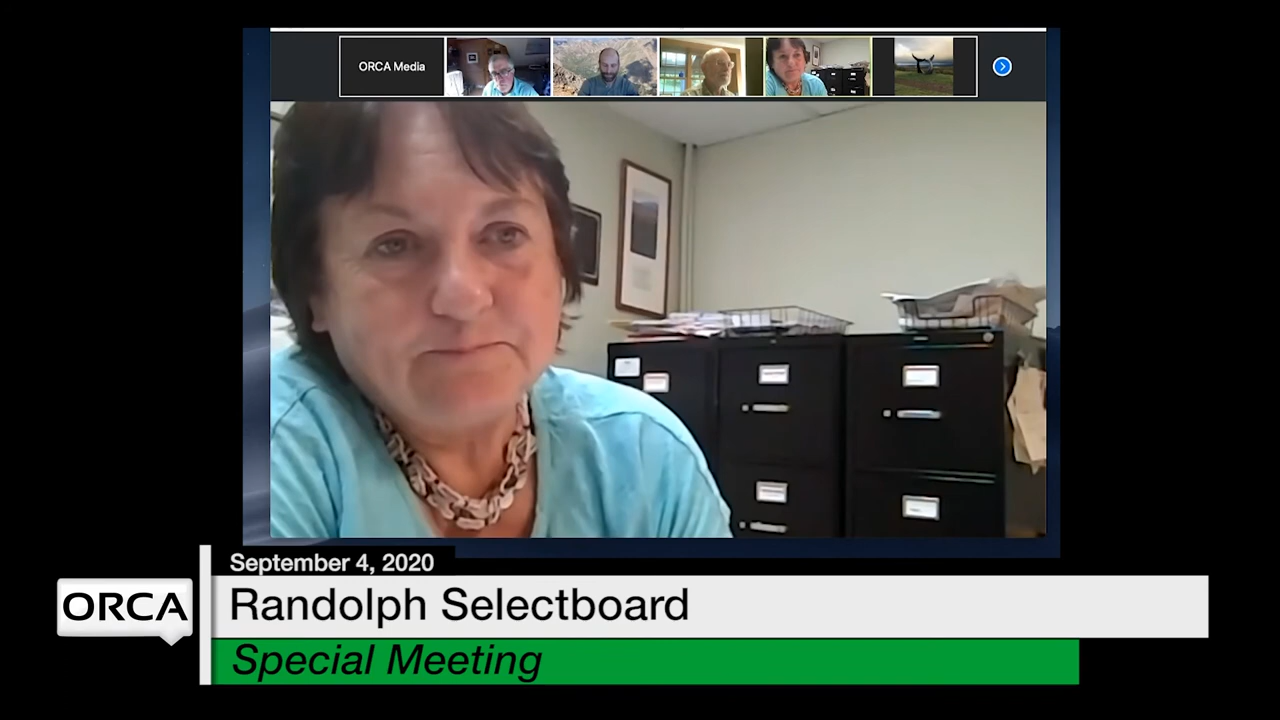 ORCA Media
September 4, 2020
ORCA
Randolph Selectboard
Special Meeting